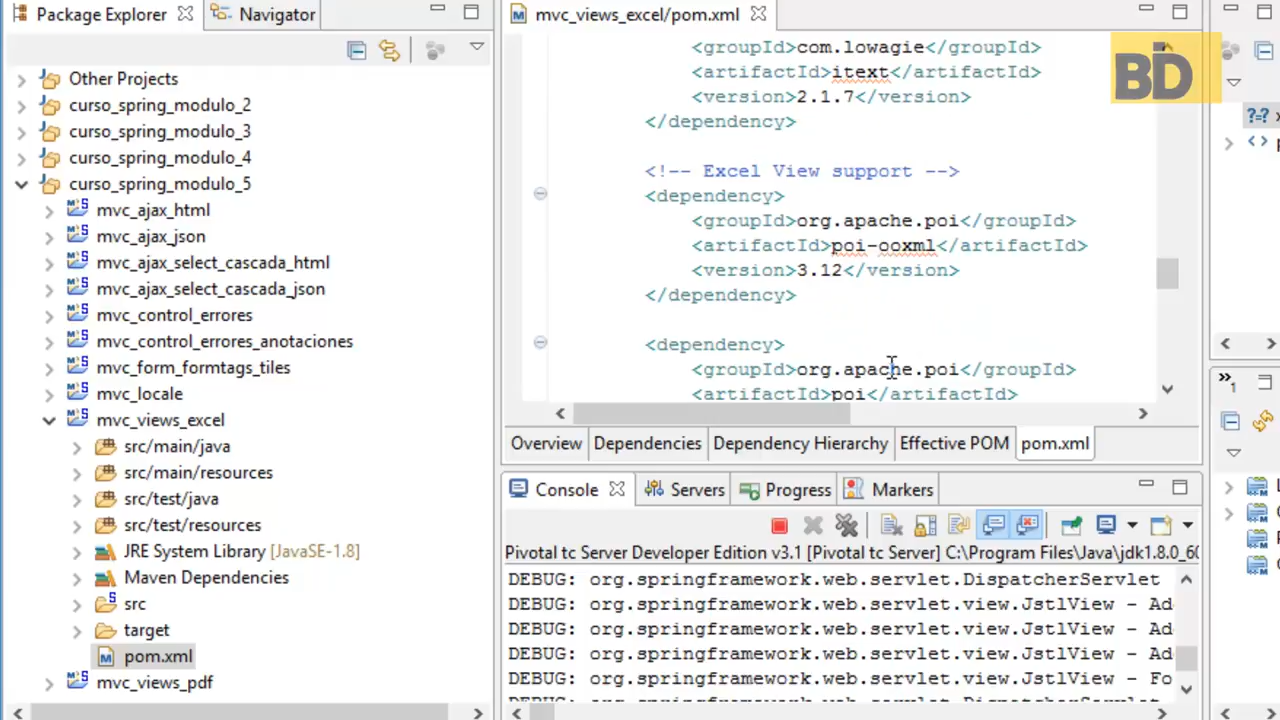 Package Explorer
Navigator
Other Projects
curso_spring_modulo_2
curso_spring_modulo_3
curso_spring_modulo_4
curso_spring_modulo_5
mvc_ajax_html
mvc_ajax_json
mvc_ajax_select_cascada_html
mvc_ajax_select_cascada_json
mvc_control_errores
mvc_control_errores_anotaciones
mvc_form_formtags_tiles
mvc_locale
mvc_views_excel
src/main/java
src/main/resources
src/test/java
src/test/resources
JRE System Library [JavaSE-1.8]
Maven Dependencies
src
target
pom.xml
mvc_views_pdf
mvc_views_excel/pom.xml
<groupId>com.lowagie</groupId>
<artifactId>itext</artifactId>
<version>2.1.7</version>
</dependency>
<!-- Excel View support -->
<dependency>
<groupId>org.apache.poi</groupId>
<artifactId>poi-ooxml</artifactId>
<version>3.12</version>
</dependency>
<dependency>
<groupId>org.apache.poi</groupId>
<artifactId>poi</artifactId>
BD
Overview
Dependencies
Dependency Hierarchy
Effective POM
pom.xml
Console
Servers
Progress
Markers
Pivotal tc Server Developer Edition v3.1 [Pivotal tc Server] C:\Program Files\Java\jdk1.8.0_60
DEBUG: org.springframework.web.servlet.DispatcherServlet
DEBUG: org.springframework.web.servlet.view.JstlView - Ad
DEBUG: org.springframework.web.servlet.view.JstlView - Ad
DEBUG: org.springframework.web.servlet.view.JstlView - Ad
DEBUG: org.springframework.web.servlet.view.JstlView - Fo
DEBUG: org.springframework.web.servlet.DispatcherServlet